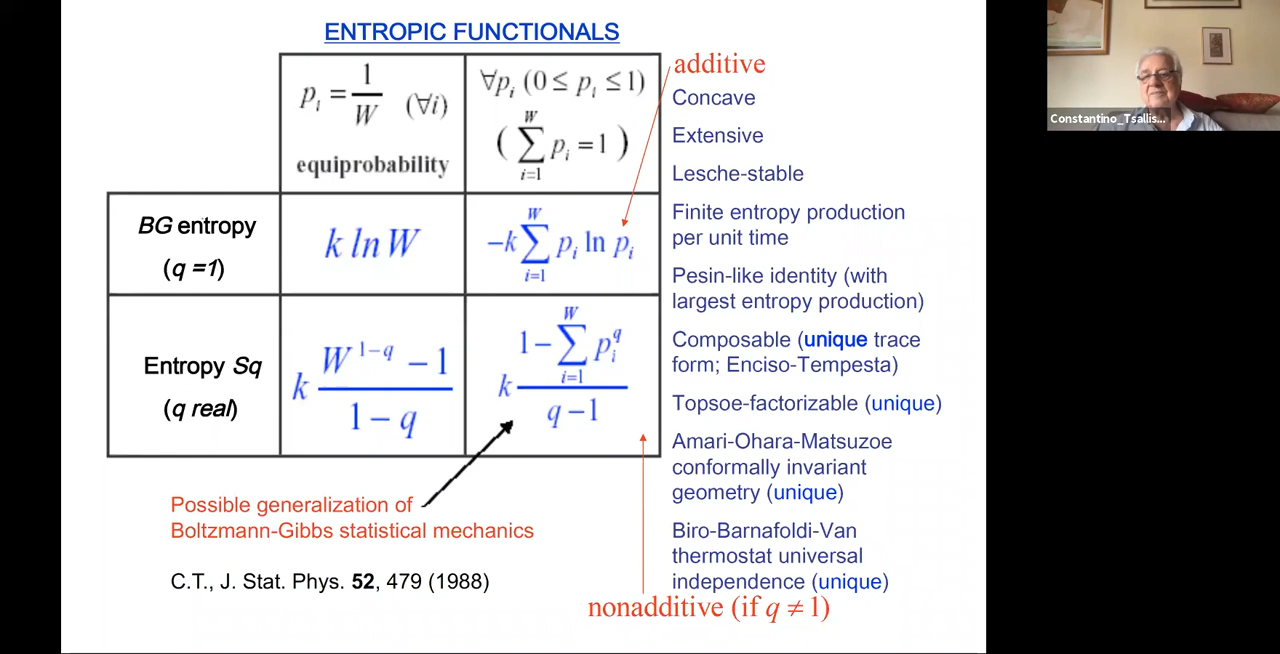 ENTROPIC FUNCTIONALS
p_i = 1/W (∀i)
equiprobability
∀p_i (0 ≤ p_i ≤ 1)
( ∑_{i=1}^{W} p_i = 1 )
BG entropy
(q =1)
k ln W
−k ∑_{i=1}^{W} p_i ln p_i
Entropy Sq
(q real)
k (W^{1−q} − 1)/(1 − q)
k (1 − ∑_{i=1}^{W} p_i^q)/(q − 1)
additive
Concave
Extensive
Lesche-stable
Finite entropy production
per unit time
Pesin-like identity (with
largest entropy production)
Composable (unique trace
form; Enciso-Tempesta)
Topsoe-factorizable (unique)
Amari-Ohara-Matsuzoe
conformally invariant
geometry (unique)
Biro-Barnafoldi-Van
thermostat universal
independence (unique)
nonadditive (if q ≠ 1)
Possible generalization of
Boltzmann-Gibbs statistical mechanics
C.T., J. Stat. Phys. 52, 479 (1988)
Constantino_Tsallis...